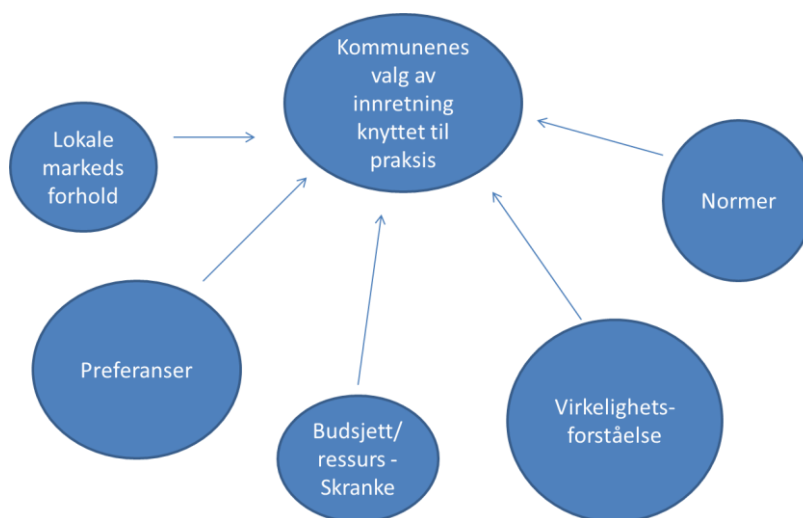 Kommunenes
valg av
innretning
knyttet til
praksis
Lokale
markeds
forhold
Normer
Preferanser
Virkelighets-
forståelse
Budsjett/
ressurs -
Skranke